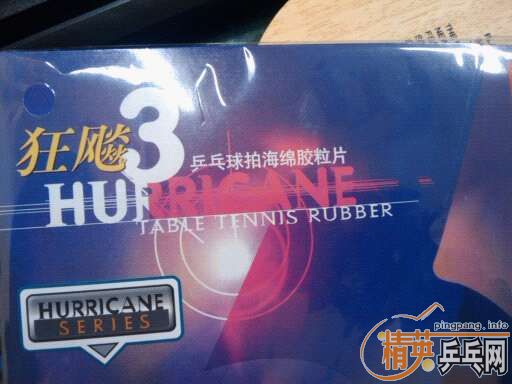 狂飚3
乒乓球拍海绵胶粒片
HURRICANE
TABLE TENNIS RUBBER
HURRICANE
SERIES
pingpang.info
精英乒乓网